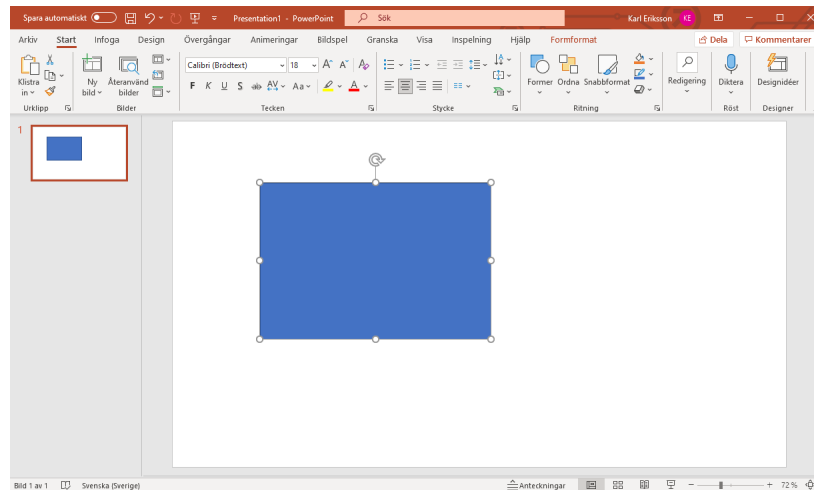 Spara automatiskt Presentation1 - PowerPoint Sök Karl Eriksson KE
Arkiv Start Infoga Design Övergångar Animeringar Bildspel Granska Visa Inspelning Hjälp Formformat Dela Kommentarer
Calibri (Brödtext) 18 A A
Klistra in Ny bild Återanvänd bilder F K U S ab AV Aa A Former Ordna Snabbformat Redigering Diktera Designidéer
Urklipp Bilder Tecken Stycke Ritning Röst Designer
1
Bild 1 av 1 Svenska (Sverige) Anteckningar 72 %